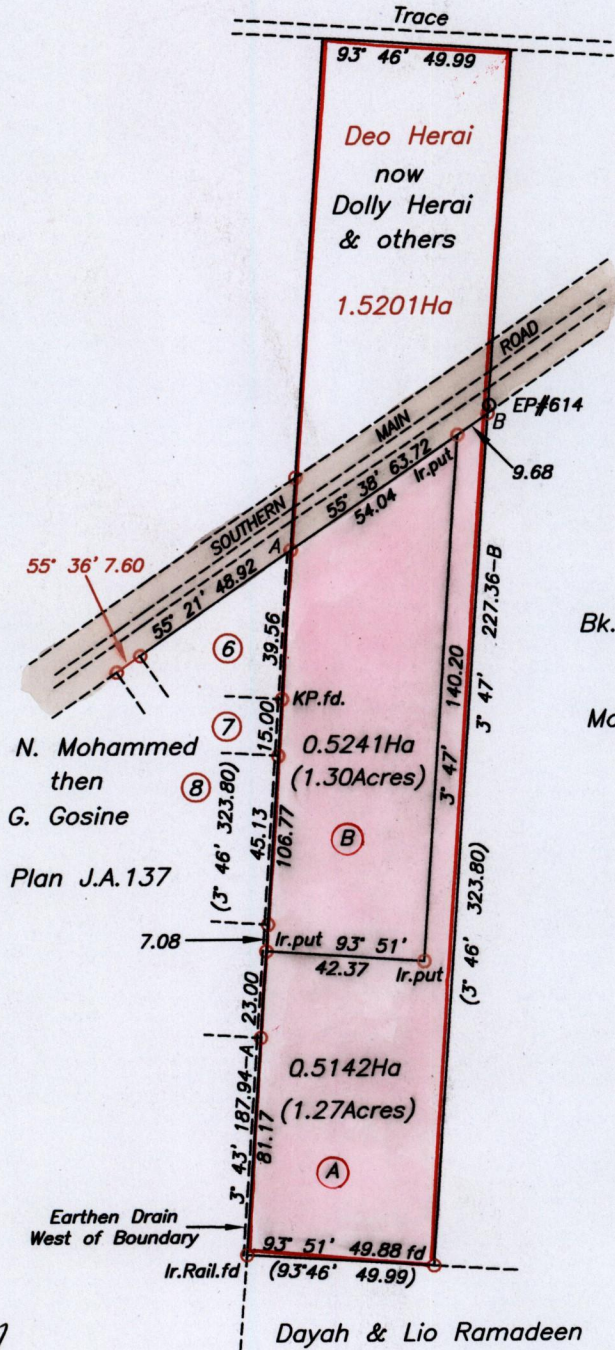 Trace
93° 46' 49.99
Deo Herai
now
Dolly Herai
& others
1.5201Ha
SOUTHERN MAIN ROAD
EP#614
B
9.68
55° 38' 63.72
Ir.put
54.04
A
55° 36' 7.60
55° 21' 48.92
39.56
6
KP.fd.
15.00
7
N. Mohammed
then
G. Gosine
8
Plan J.A.137
(3° 46' 323.80)
45.13
106.77
0.5241Ha
(1.30Acres)
B
140.20
3° 47'
3° 47' 227.36-B
(3° 46' 323.80)
Bk.
7.08
Ir.put 93° 51'
42.37
Ir.put
23.00
0.5142Ha
(1.27Acres)
A
3° 43' 187.94-A
81.17
Earthen Drain
West of Boundary
93° 51' 49.88 fd
Ir.Rail.fd
(93°46' 49.99)
Dayah & Lio Ramadeen